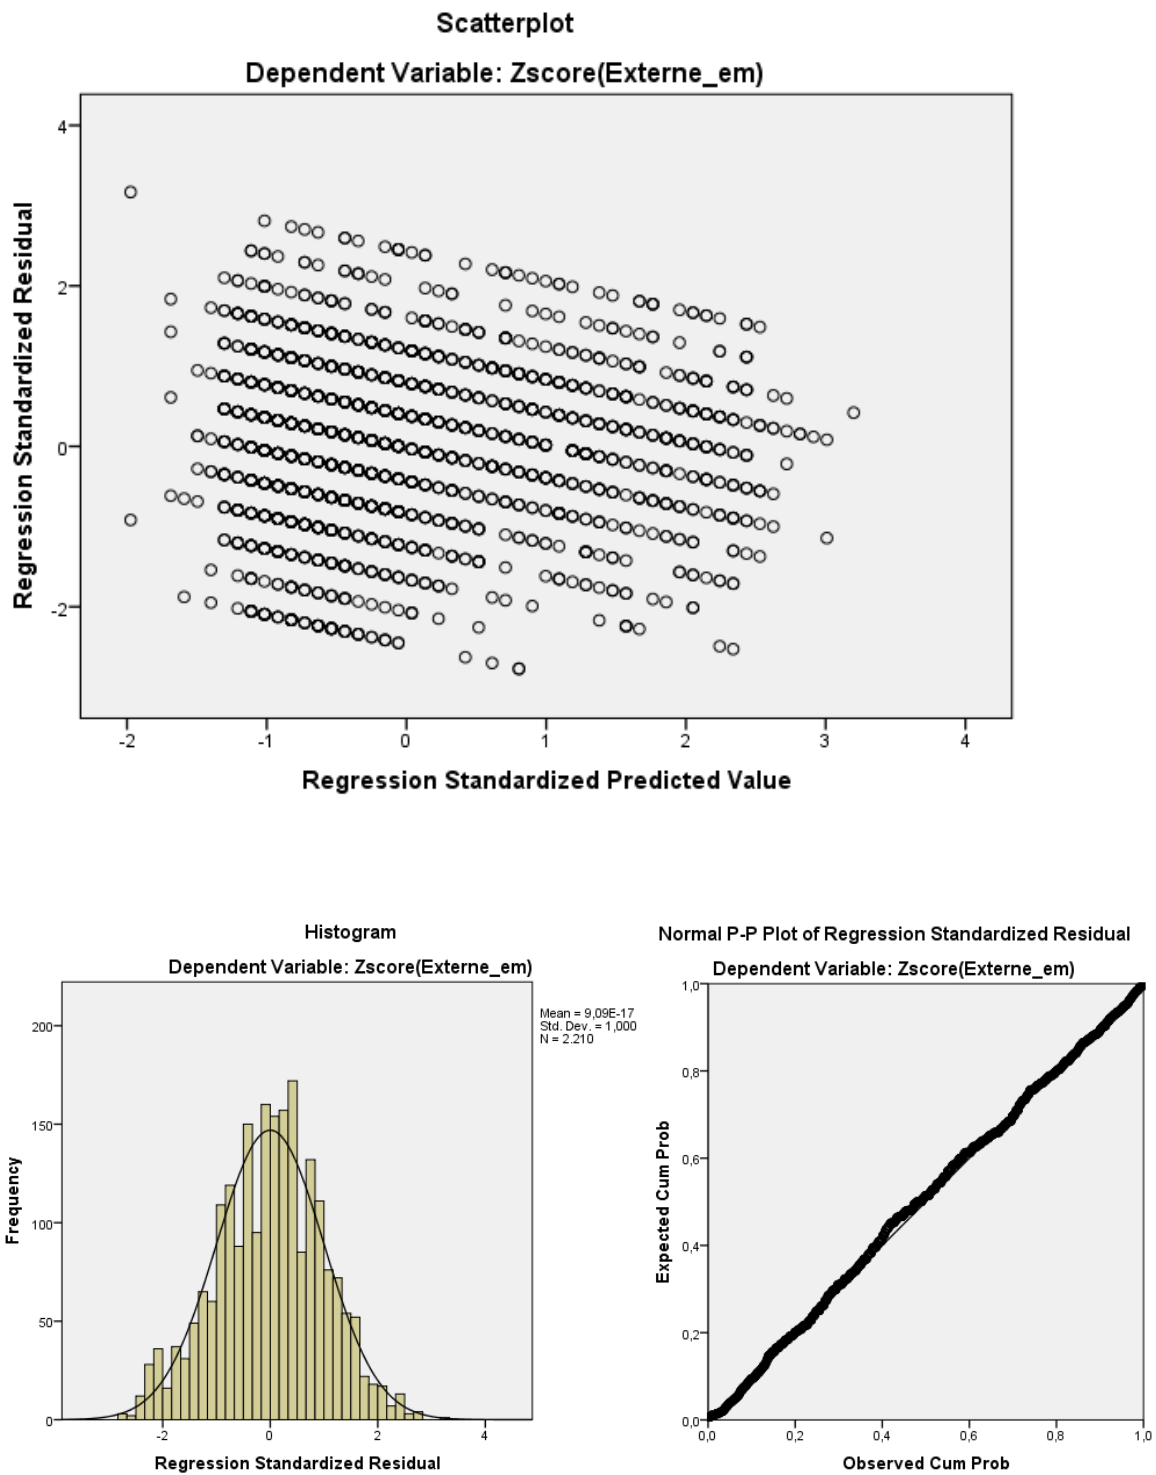 Scatterplot
Dependent Variable: Zscore(Externe_em)
Regression Standardized Residual
4
2
0
-2
-2 -1 0 1 2 3 4
Regression Standardized Predicted Value
Histogram
Dependent Variable: Zscore(Externe_em)
Mean = 9,09E-17
Std. Dev. = 1,000
N = 2.210
Frequency
200
150
100
50
0
-2 0 2 4
Regression Standardized Residual
Normal P-P Plot of Regression Standardized Residual
Dependent Variable: Zscore(Externe_em)
Expected Cum Prob
1,0
0,8
0,6
0,4
0,2
0,0
0,0 0,2 0,4 0,6 0,8 1,0
Observed Cum Prob